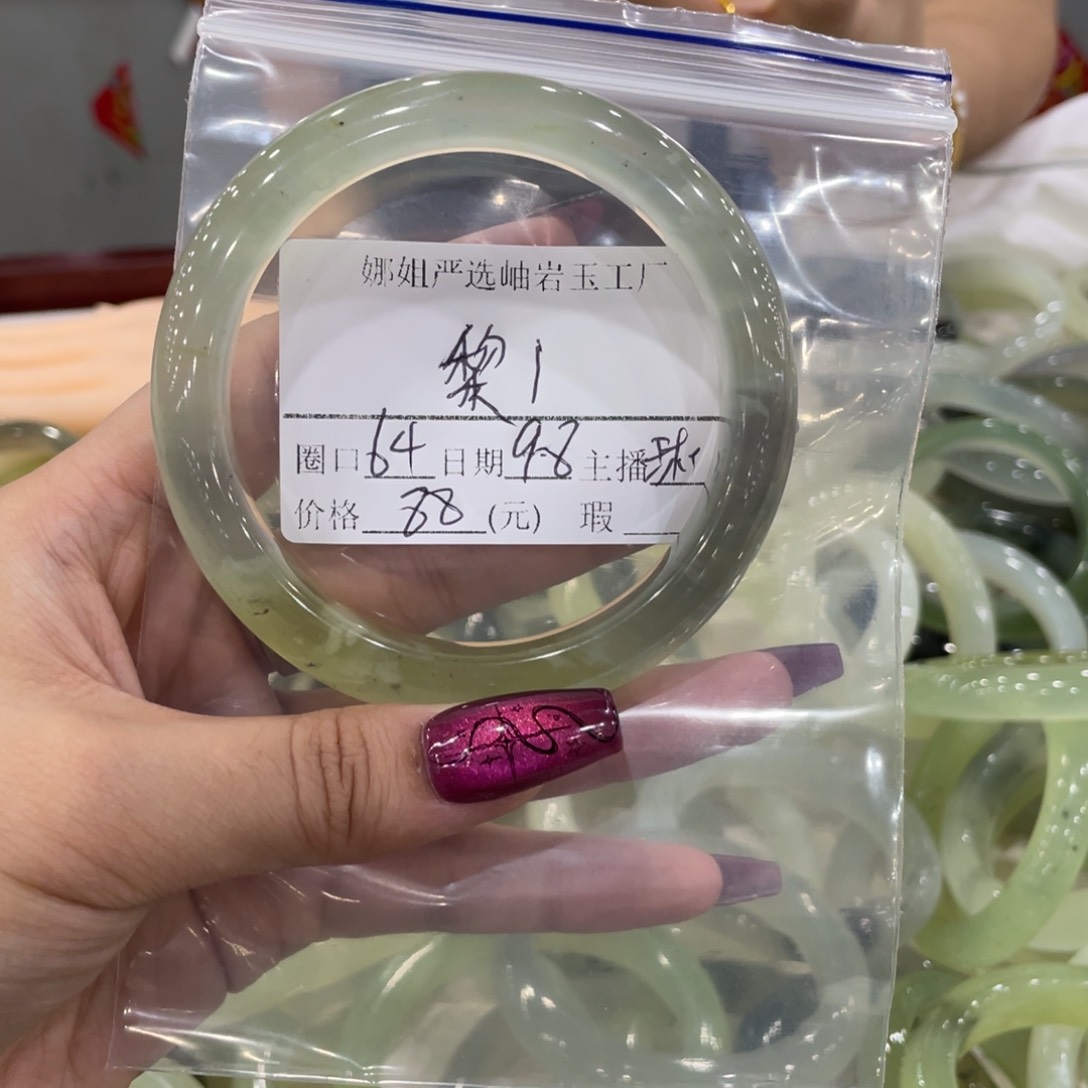 娜姐严选岫岩玉工厂
黎1
圈口64 日期9.8 主播
价格88(元) 瑕